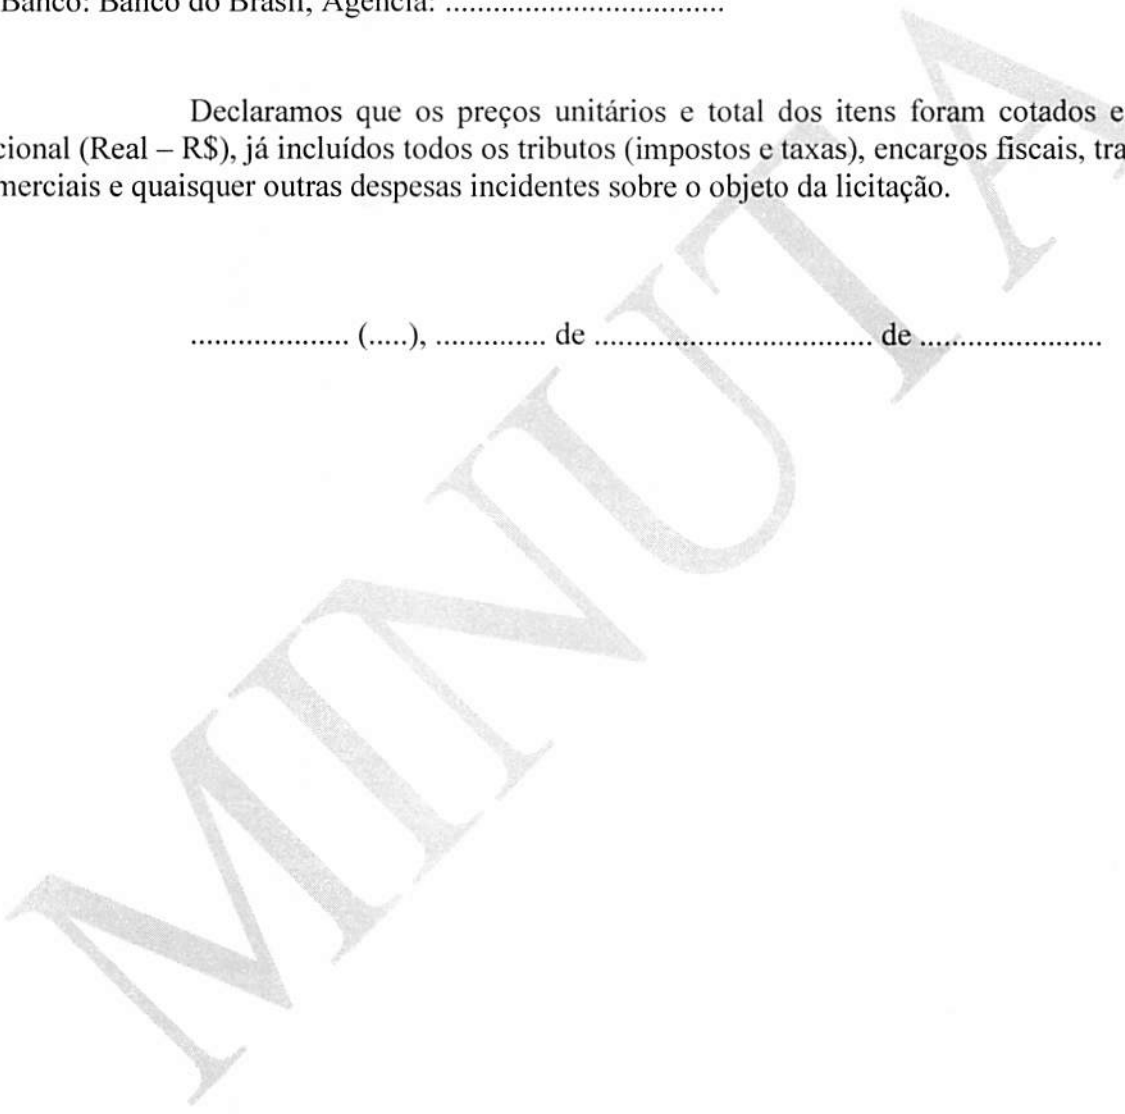 Banco: Banco do Brasil, Agência: ...................................
Declaramos que os preços unitários e total dos itens foram cotados e
cional (Real – R$), já incluídos todos os tributos (impostos e taxas), encargos fiscais, tra
merciais e quaisquer outras despesas incidentes sobre o objeto da licitação.
.................... (.....), .............. de ................................... de .......................
MINUTA